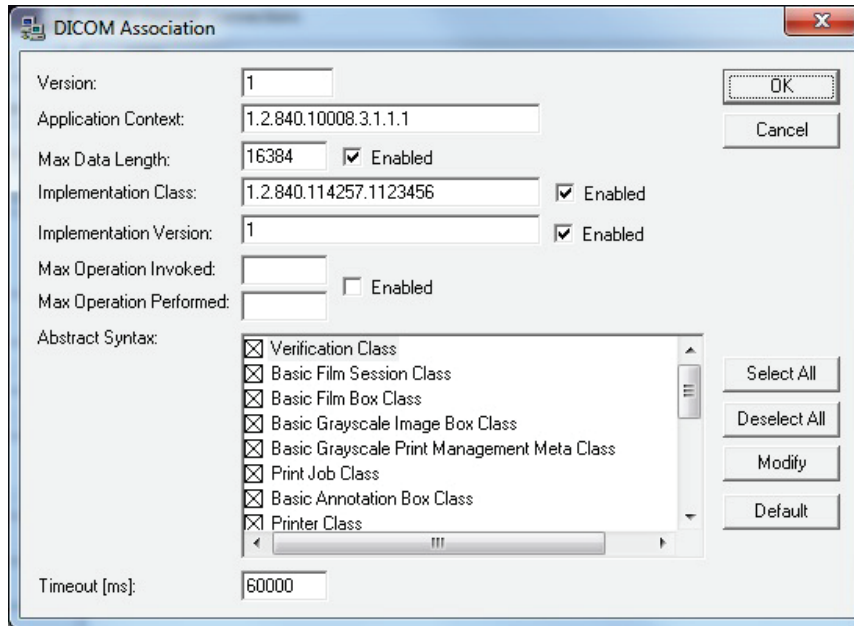 DICOM Association
Version: 1
OK
Application Context: 1.2.840.10008.3.1.1.1
Cancel
Max Data Length: 16384 Enabled
Implementation Class: 1.2.840.114257.1123456 Enabled
Implementation Version: 1 Enabled
Max Operation Invoked:
Enabled
Max Operation Performed:
Abstract Syntax:
Verification Class
Basic Film Session Class
Basic Film Box Class
Basic Grayscale Image Box Class
Basic Grayscale Print Management Meta Class
Print Job Class
Basic Annotation Box Class
Printer Class
Select All
Deselect All
Modify
Default
Timeout [ms]: 60000